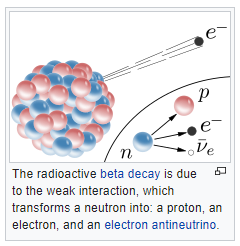 e⁻
p
n
e⁻
ν̄ₑ
The radioactive beta decay is due
to the weak interaction, which
transforms a neutron into: a proton, an
electron, and an electron antineutrino.